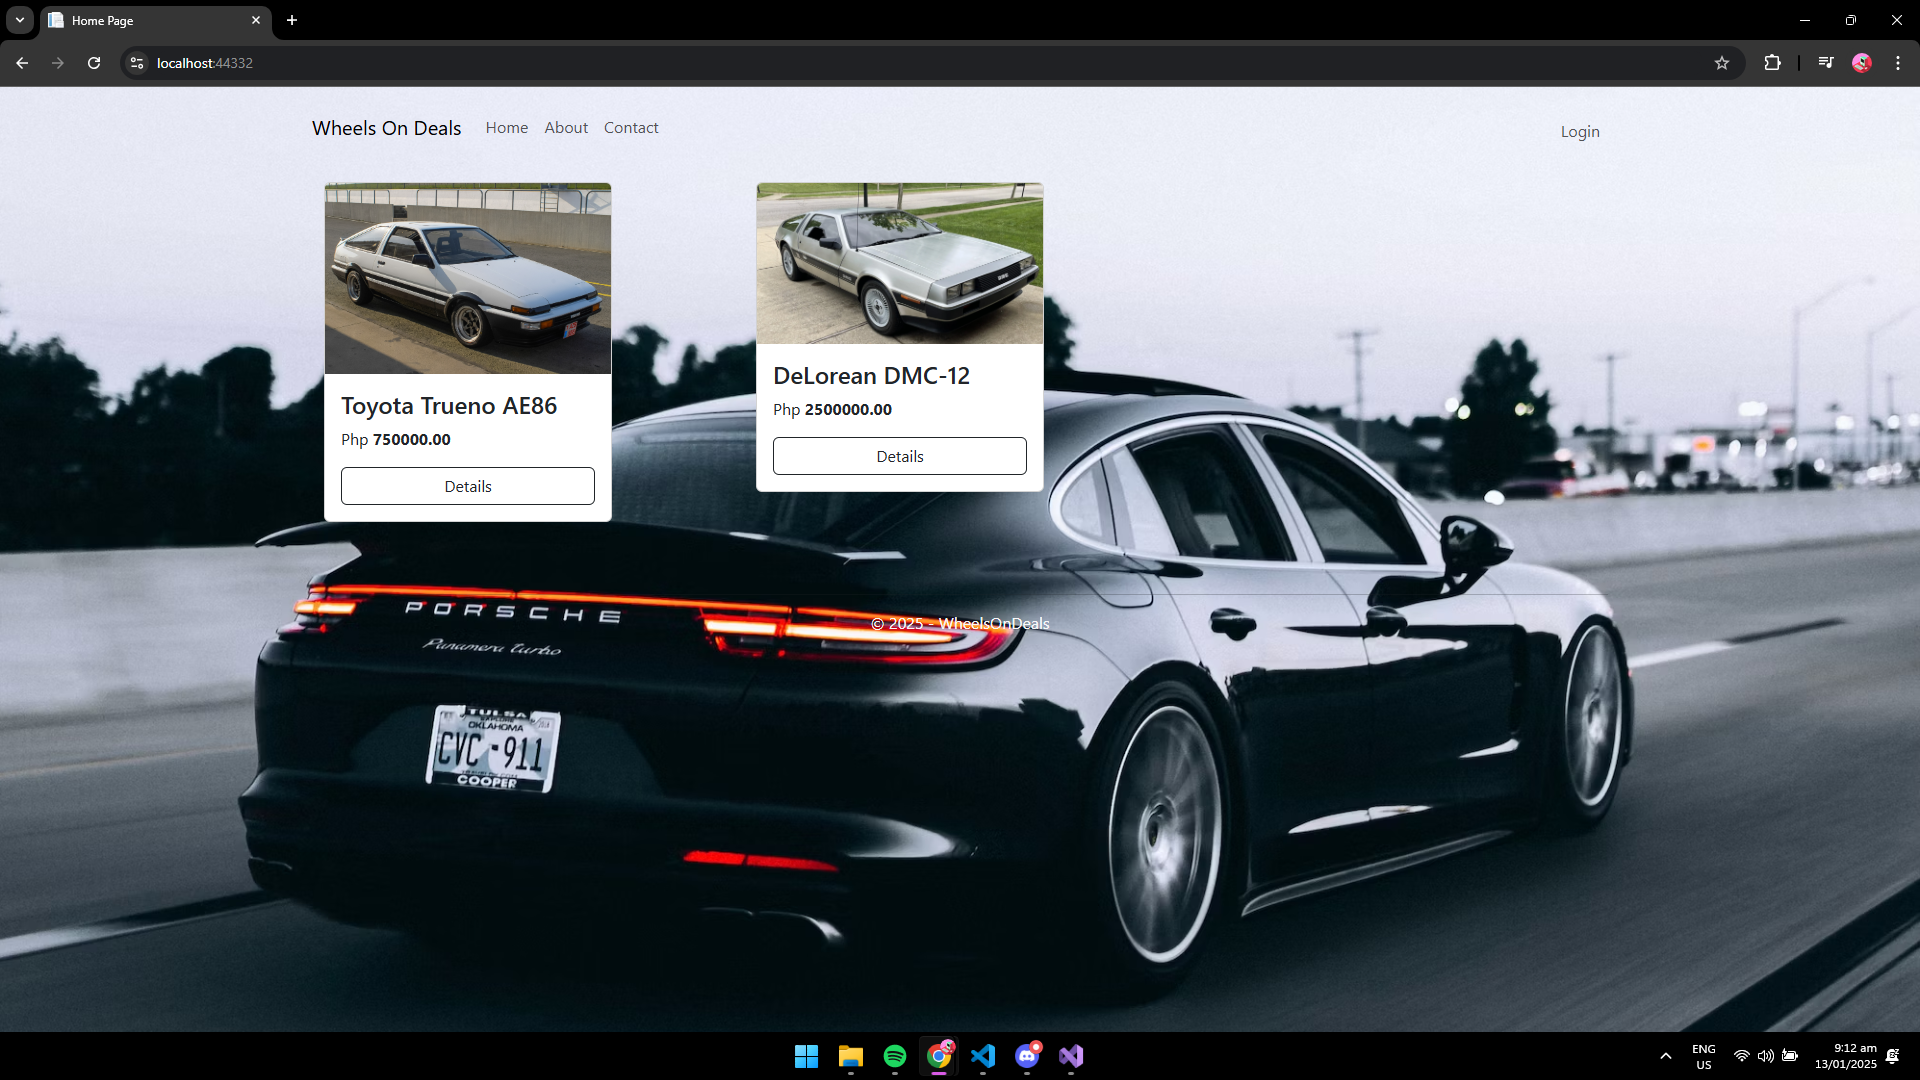 Home Page
localhost:44332
Wheels On Deals Home About Contact Login
Toyota Trueno AE86
Php 750000.00
Details
DeLorean DMC-12
Php 2500000.00
Details
PORSCHE
Panamera turbo
© 2025 - WheelsOnDeals
TULSA
EXPLORE
OKLAHOMA
CVC-911
COOPER
ENG
US
9:12 am
13/01/2025